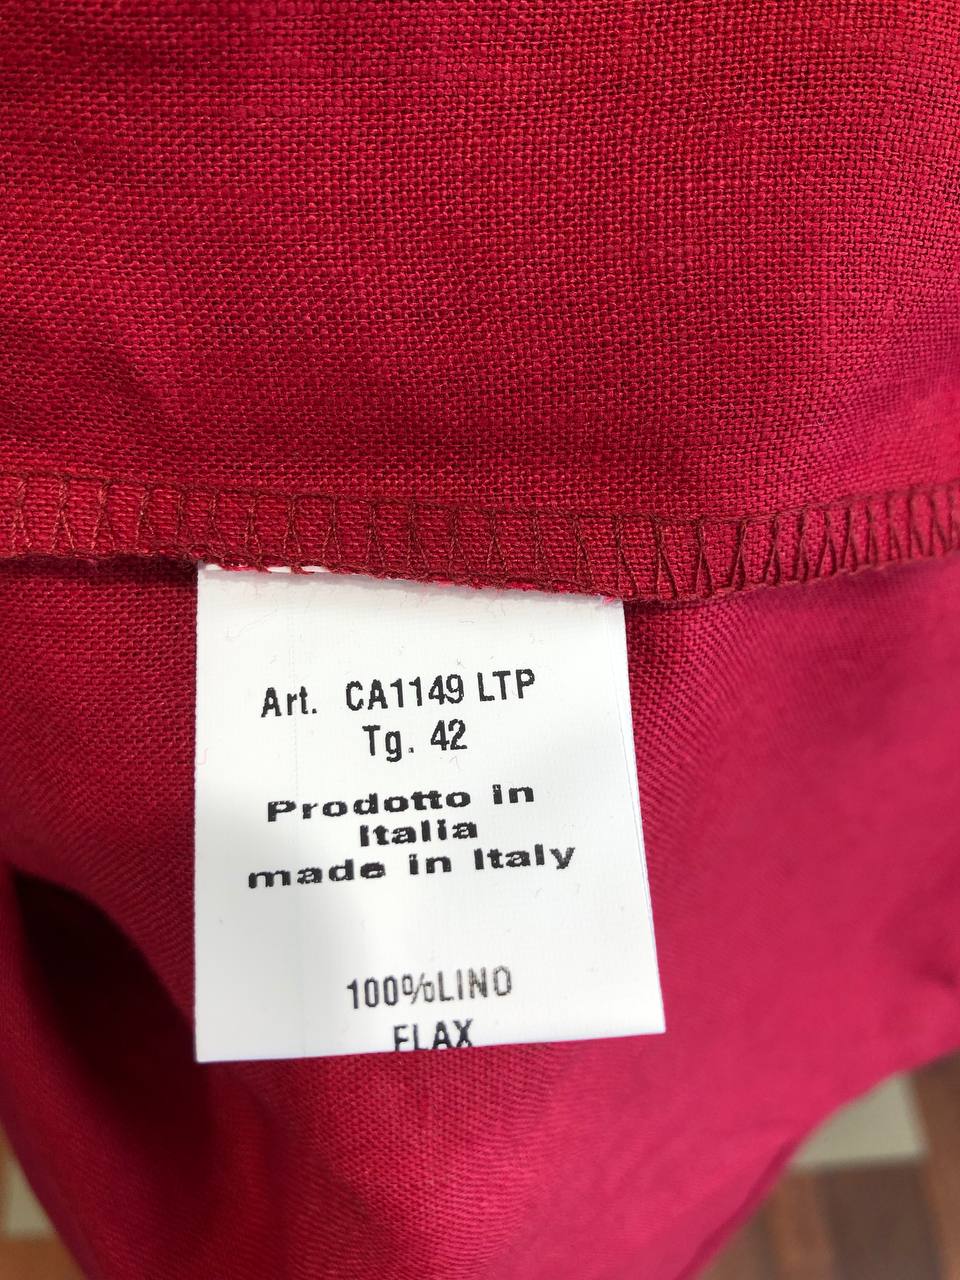 Art. CA1149 LTP
Tg. 42
Prodotto in
Italia
made in Italy
100%LINO
FLAX